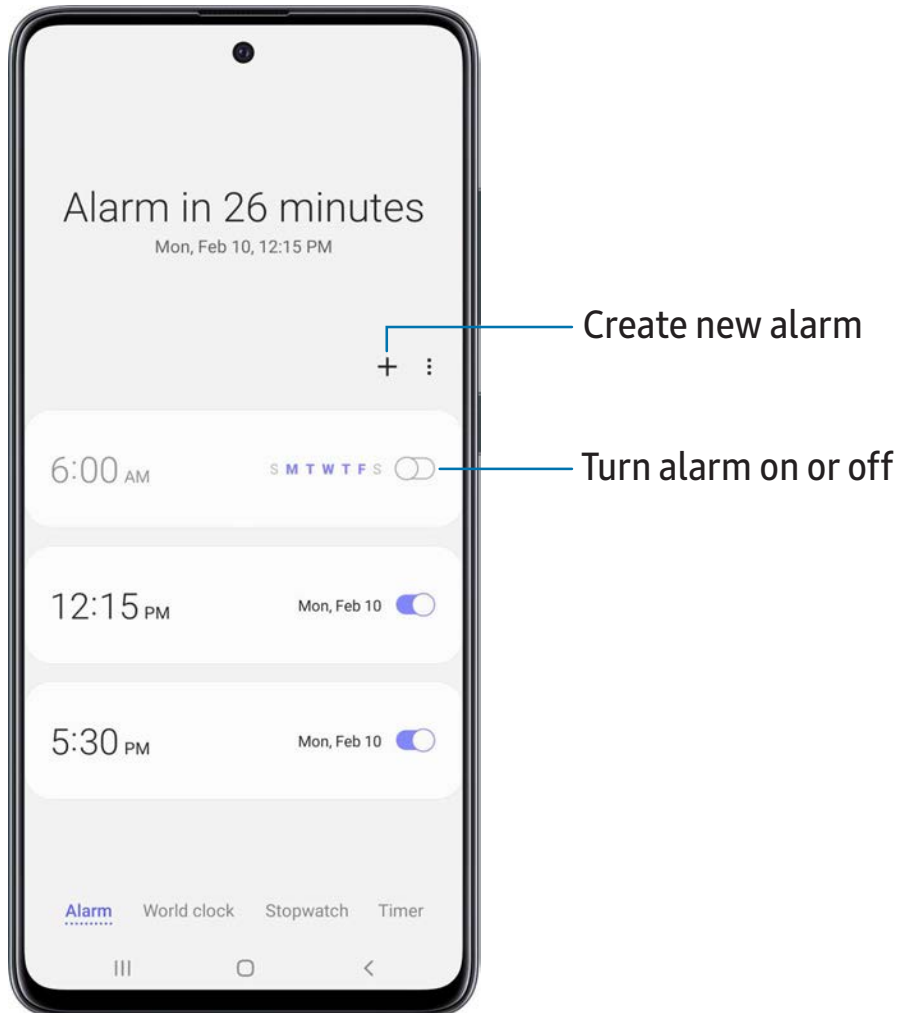 Alarm in 26 minutes
Mon, Feb 10, 12:15 PM
Create new alarm
6:00 AM S M T W T F S
Turn alarm on or off
12:15 PM Mon, Feb 10
5:30 PM Mon, Feb 10
Alarm World clock Stopwatch Timer